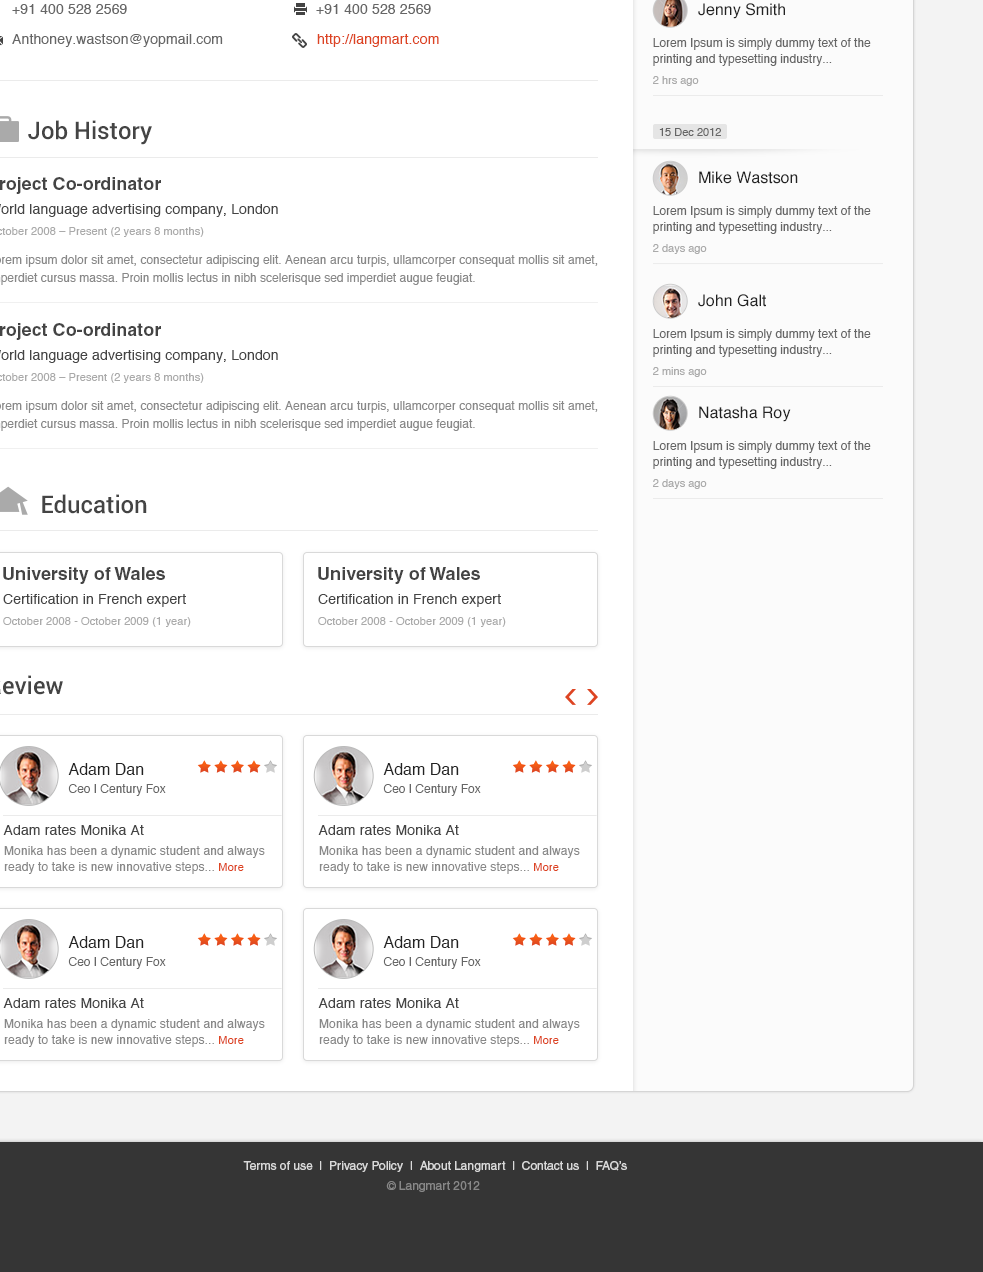 +91 400 528 2569
+91 400 528 2569
Anthoney.wastson@yopmail.com
http://langmart.com
Job History
roject Co-ordinator
orld language advertising company, London
ctober 2008 – Present (2 years 8 months)
rem ipsum dolor sit amet, consectetur adipiscing elit. Aenean arcu turpis, ullamcorper consequat mollis sit amet,
perdiet cursus massa. Proin mollis lectus in nibh scelerisque sed imperdiet augue feugiat.
roject Co-ordinator
orld language advertising company, London
ctober 2008 – Present (2 years 8 months)
rem ipsum dolor sit amet, consectetur adipiscing elit. Aenean arcu turpis, ullamcorper consequat mollis sit amet,
perdiet cursus massa. Proin mollis lectus in nibh scelerisque sed imperdiet augue feugiat.
Education
University of Wales
Certification in French expert
October 2008 - October 2009 (1 year)
University of Wales
Certification in French expert
October 2008 - October 2009 (1 year)
eview
Adam Dan
Ceo I Century Fox
Adam rates Monika At
Monika has been a dynamic student and always
ready to take is new innovative steps... More
Adam Dan
Ceo I Century Fox
Adam rates Monika At
Monika has been a dynamic student and always
ready to take is new innovative steps... More
Adam Dan
Ceo I Century Fox
Adam rates Monika At
Monika has been a dynamic student and always
ready to take is new innovative steps... More
Adam Dan
Ceo I Century Fox
Adam rates Monika At
Monika has been a dynamic student and always
ready to take is new innovative steps... More
Jenny Smith
Lorem Ipsum is simply dummy text of the
printing and typesetting industry...
2 hrs ago
15 Dec 2012
Mike Wastson
Lorem Ipsum is simply dummy text of the
printing and typesetting industry...
2 days ago
John Galt
Lorem Ipsum is simply dummy text of the
printing and typesetting industry...
2 mins ago
Natasha Roy
Lorem Ipsum is simply dummy text of the
printing and typesetting industry...
2 days ago
Terms of use I Privacy Policy I About Langmart I Contact us I FAQ's
© Langmart 2012